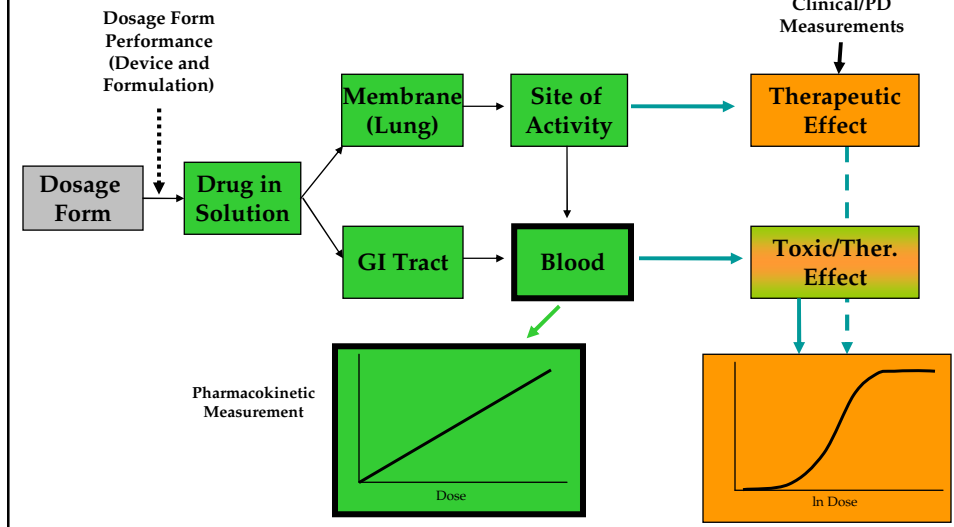 Dosage Form
Performance
(Device and
Formulation)
Clinical/PD
Measurements
Membrane
(Lung)
Site of
Activity
Therapeutic
Effect
Dosage
Form
Drug in
Solution
GI Tract
Blood
Toxic/Ther.
Effect
Pharmacokinetic
Measurement
Dose
ln Dose